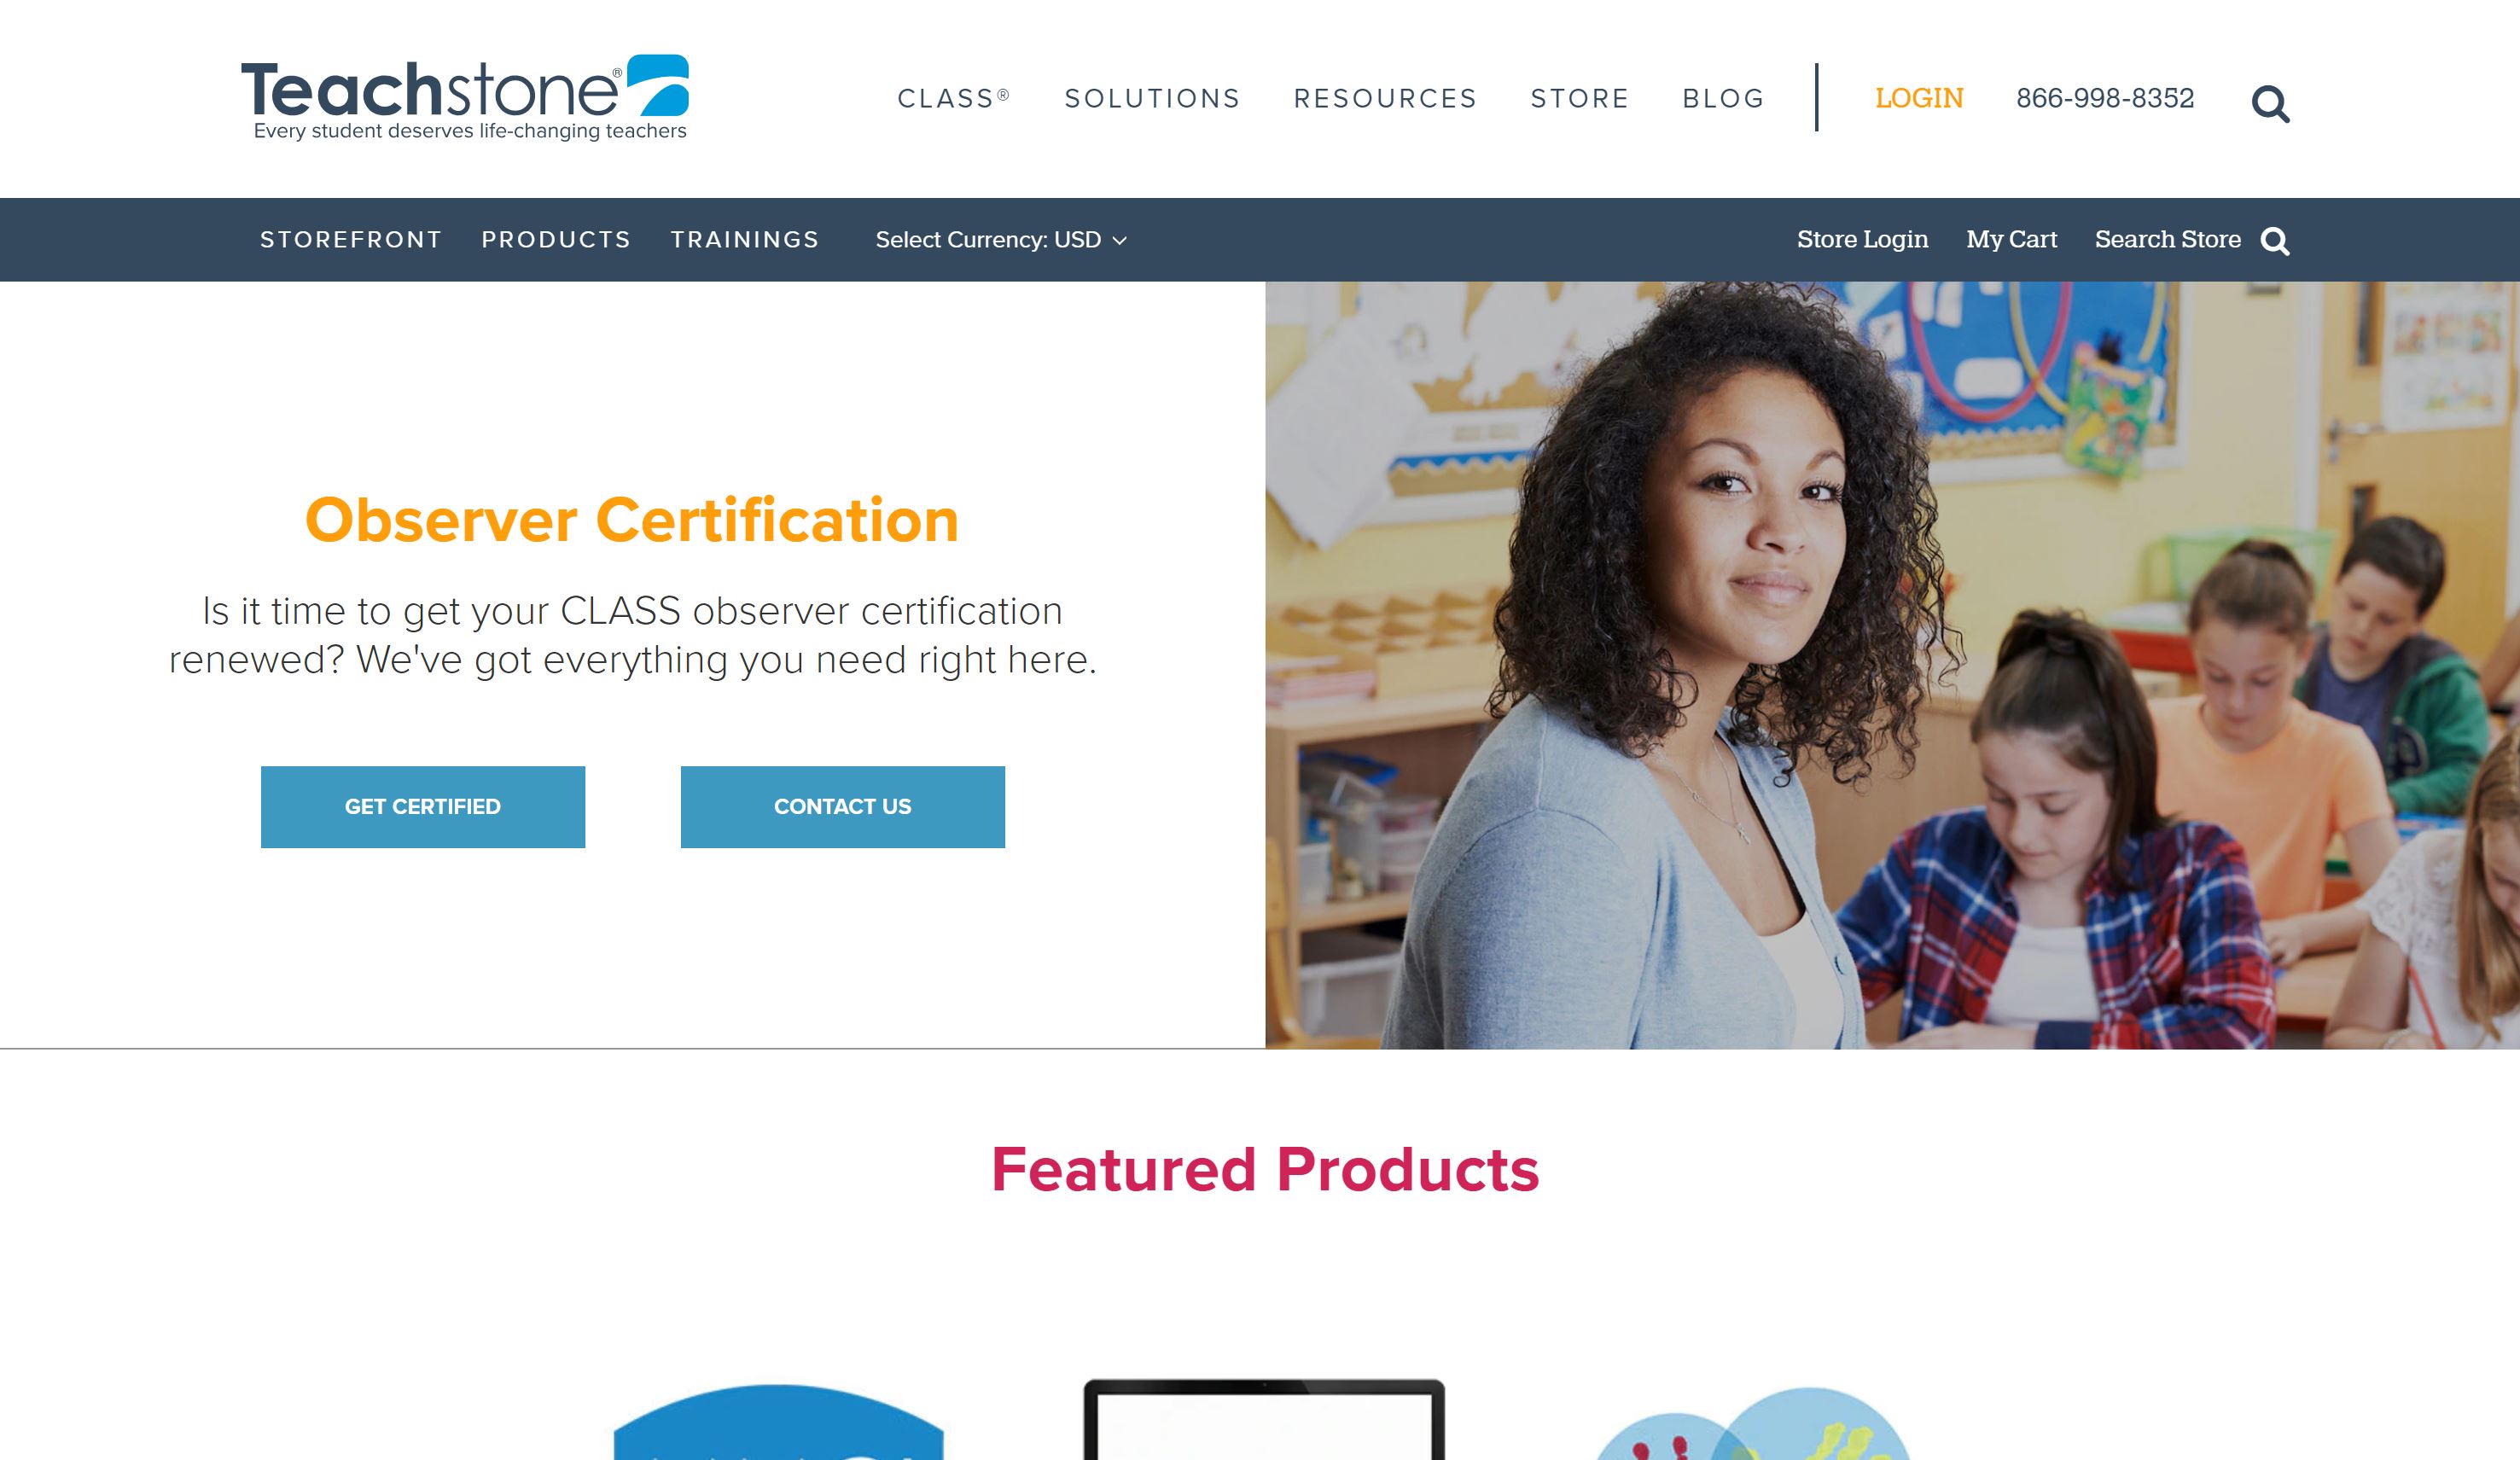 Teachstone®
Every student deserves life-changing teachers
CLASS® SOLUTIONS RESOURCES STORE BLOG LOGIN 866-998-8352
STOREFRONT PRODUCTS TRAININGS Select Currency: USD Store Login My Cart Search Store
Observer Certification
Is it time to get your CLASS observer certification
renewed? We've got everything you need right here.
GET CERTIFIED CONTACT US
Featured Products